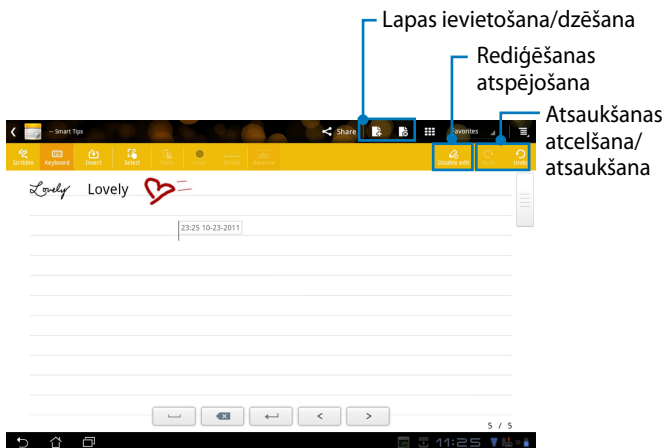 Lapas ievietošana/dzēšana
Rediģēšanas
atspējošana
Atsaukšanas
atcelšana/
atsaukšana
-- Smart Tips
Share
Favorites
Scribble Keyboard Insert Select Disable edit Undo
Lovely Lovely
23:25 10-23-2011
5 / 5
11:25